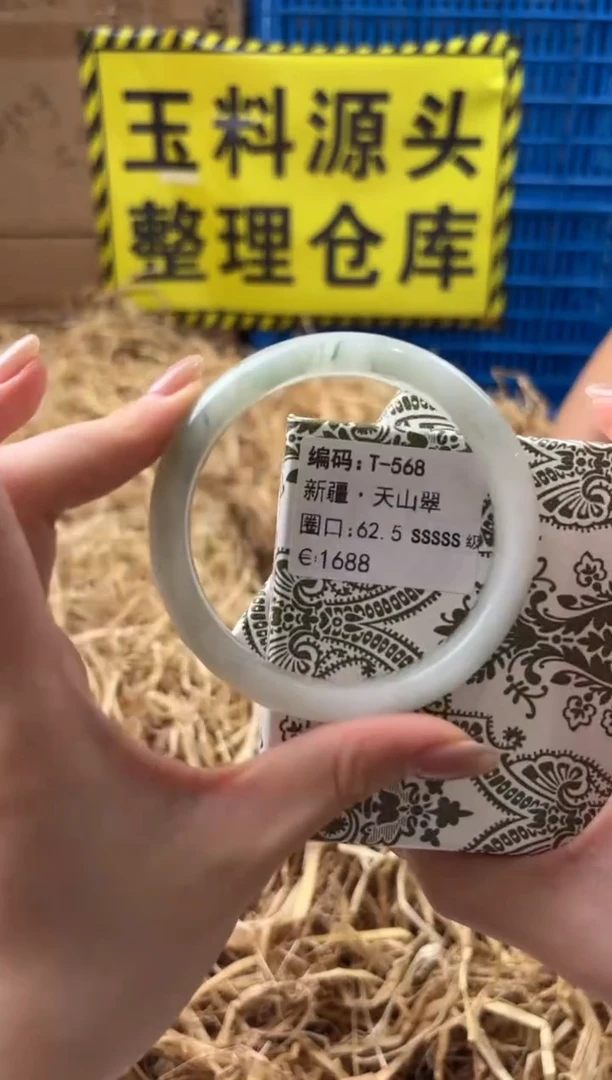 玉料源头
整理仓库
编码:T-568
新疆·天山翠
圈口:62.5 SSSSS 级
€:1688